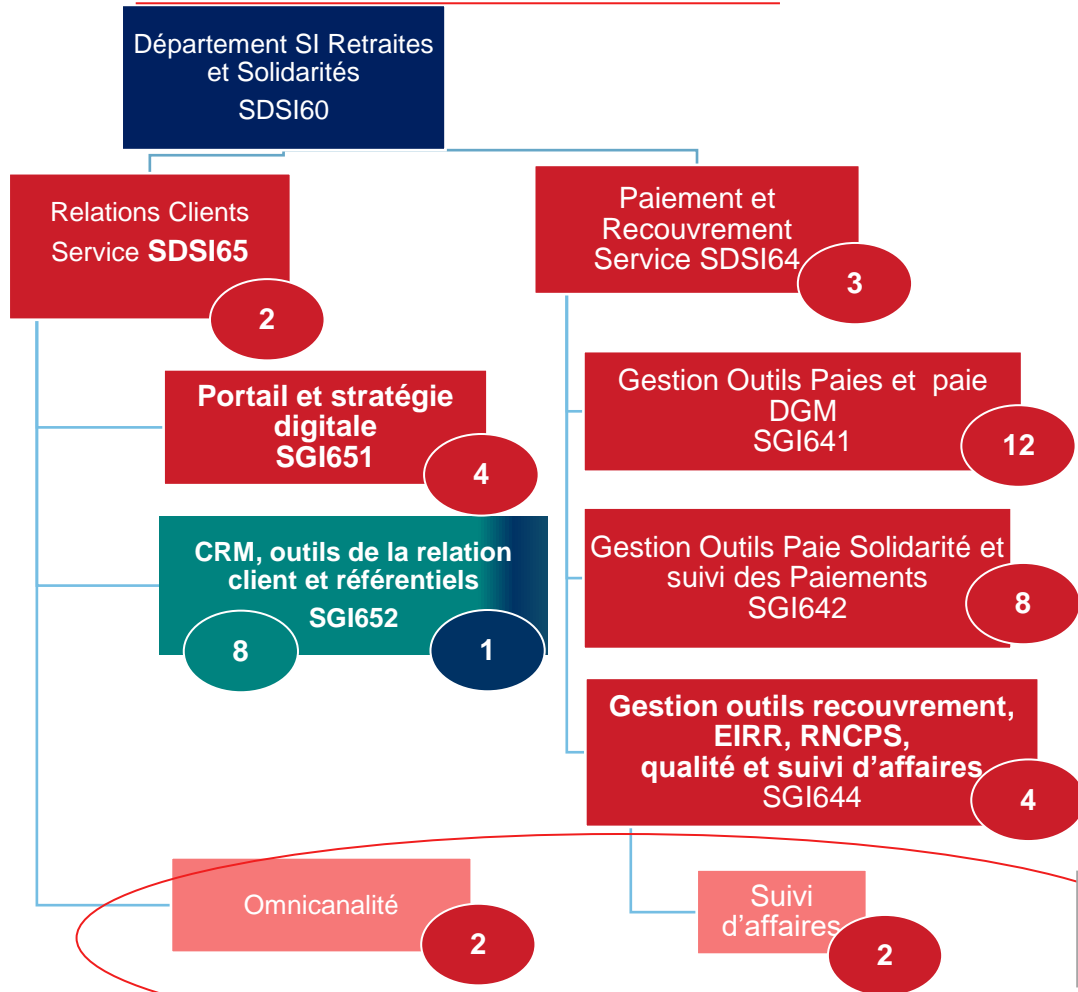 Département SI Retraites
et Solidarités
SDSI60
Relations Clients
Service SDSI65
2
Paiement et
Recouvrement
Service SDSI64
3
Portail et stratégie
digitale
SGI651
4
Gestion Outils Paies et paie
DGM
SGI641
12
CRM, outils de la relation
client et référentiels
SGI652
8
1
Gestion Outils Paie Solidarité et
suivi des Paiements
SGI642
8
Gestion outils recouvrement,
EIRR, RNCPS,
qualité et suivi d’affaires
SGI644
4
Omnicanalité
2
Suivi
d’affaires
2